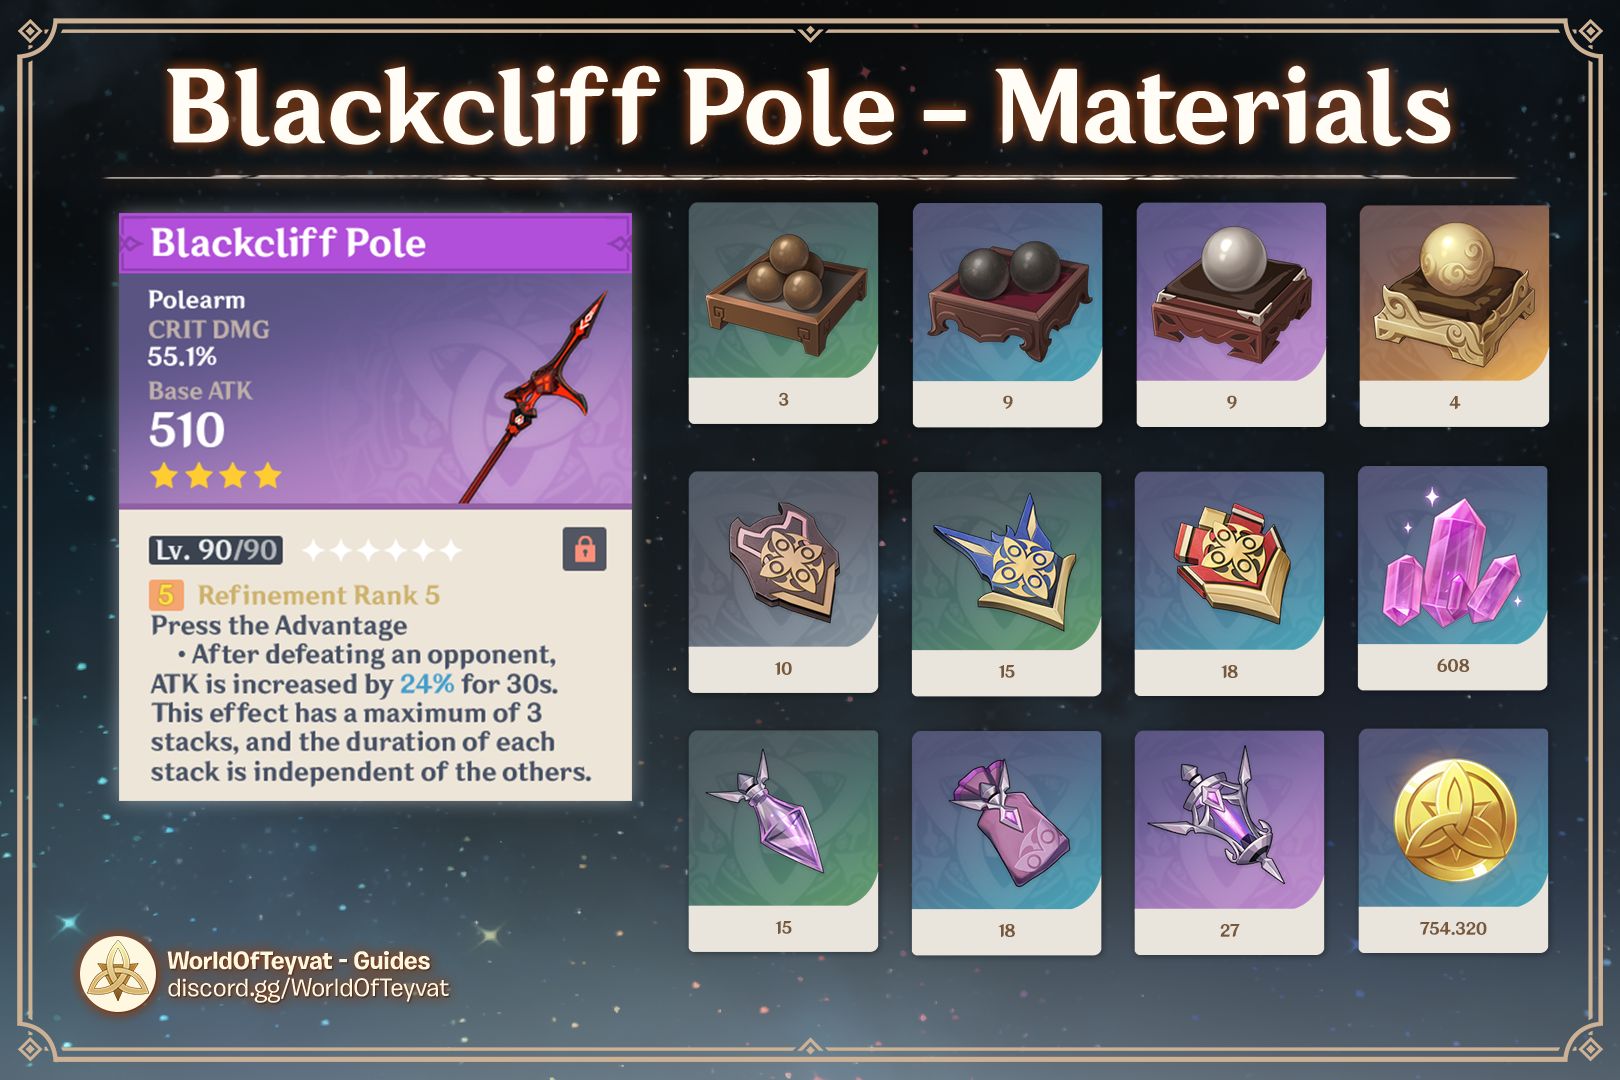 Blackcliff Pole – Materials
Blackcliff Pole
Polearm
CRIT DMG
55.1%
Base ATK
510
Lv. 90/90
5 Refinement Rank 5
Press the Advantage
• After defeating an opponent,
ATK is increased by 24% for 30s.
This effect has a maximum of 3
stacks, and the duration of each
stack is independent of the others.
3
9
9
4
10
15
18
608
15
18
27
754.320
WorldOfTeyvat - Guides
discord.gg/WorldOfTeyvat